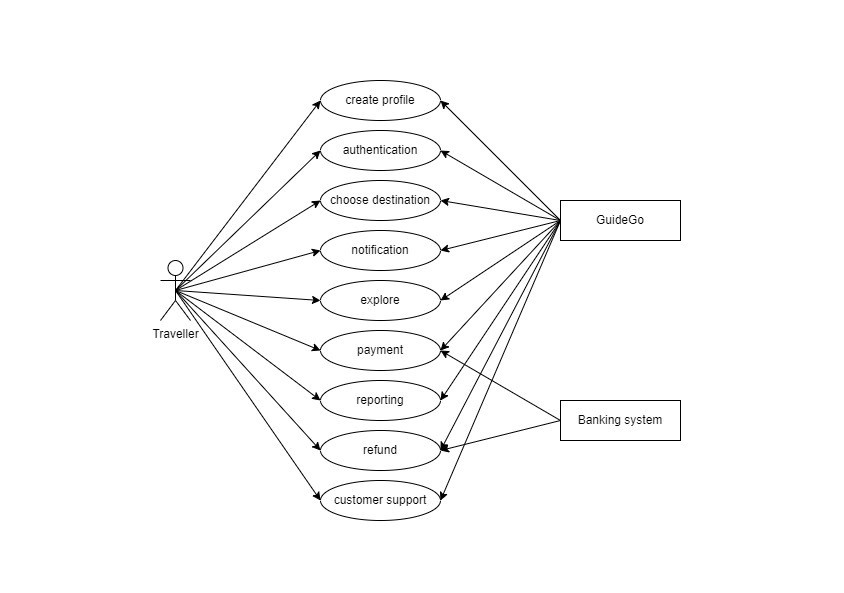 create profile
authentication
choose destination
GuideGo
notification
explore
Traveller
payment
reporting
Banking system
refund
customer support